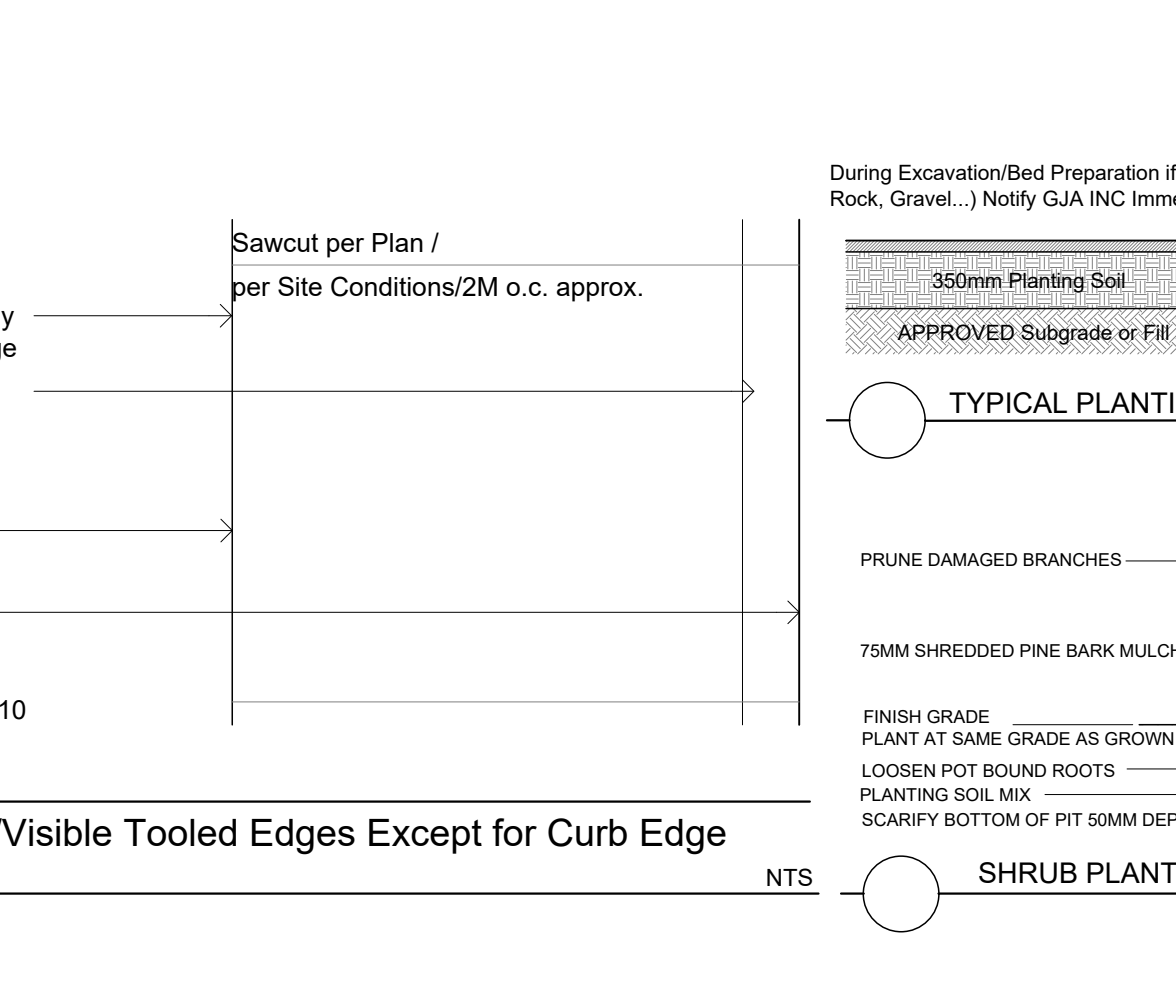 During Excavation/Bed Preparation if
Rock, Gravel...) Notify GJA INC Imme
Sawcut per Plan /
per Site Conditions/2M o.c. approx.
y
ge
10
/Visible Tooled Edges Except for Curb Edge
NTS
350mm Planting Soil
APPROVED Subgrade or Fill
TYPICAL PLANTI
PRUNE DAMAGED BRANCHES
75MM SHREDDED PINE BARK MULCH
FINISH GRADE
PLANT AT SAME GRADE AS GROWN
LOOSEN POT BOUND ROOTS
PLANTING SOIL MIX
SCARIFY BOTTOM OF PIT 50MM DEP
SHRUB PLANT